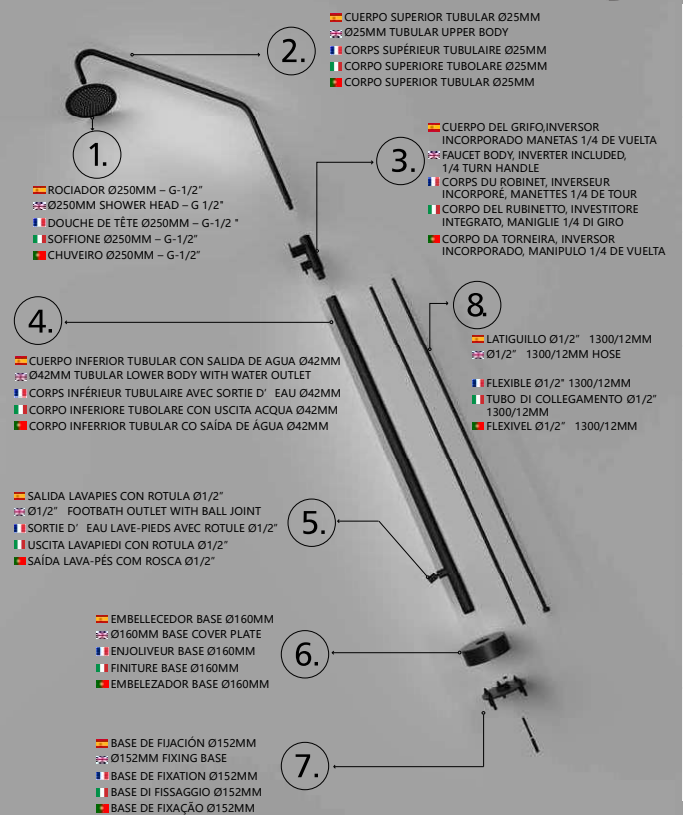 2.
CUERPO SUPERIOR TUBULAR Ø25MM
Ø25MM TUBULAR UPPER BODY
CORPS SUPÉRIEUR TUBULAIRE Ø25MM
CORPO SUPERIORE TUBOLARE Ø25MM
CORPO SUPERIOR TUBULAR Ø25MM
1.
ROCIADOR Ø250MM – G-1/2"
Ø250MM SHOWER HEAD – G 1/2"
DOUCHE DE TÊTE Ø250MM – G-1/2 "
SOFFIONE Ø250MM – G-1/2"
CHUVEIRO Ø250MM – G-1/2"
3.
CUERPO DEL GRIFO,INVERSOR
INCORPORADO MANETAS 1/4 DE VUELTA
FAUCET BODY, INVERTER INCLUDED,
1/4 TURN HANDLE
CORPS DU ROBINET, INVERSEUR
INCORPORÉ, MANETTES 1/4 DE TOUR
CORPO DEL RUBINETTO, INVESTITORE
INTEGRATO, MANIGLIE 1/4 DI GIRO
CORPO DA TORNEIRA, INVERSOR
INCORPORADO, MANIPULO 1/4 DE VUELTA
4.
CUERPO INFERIOR TUBULAR CON SALIDA DE AGUA Ø42MM
Ø42MM TUBULAR LOWER BODY WITH WATER OUTLET
CORPS INFÉRIEUR TUBULAIRE AVEC SORTIE D' EAU Ø42MM
CORPO INFERIORE TUBOLARE CON USCITA ACQUA Ø42MM
CORPO INFERRIOR TUBULAR CO SAÍDA DE ÁGUA Ø42MM
8.
LATIGUILLO Ø1/2" 1300/12MM
Ø1/2" 1300/12MM HOSE
FLEXIBLE Ø1/2" 1300/12MM
TUBO DI COLLEGAMENTO Ø1/2"
1300/12MM
FLEXIVEL Ø1/2" 1300/12MM
5.
SALIDA LAVAPIES CON ROTULA Ø1/2"
Ø1/2" FOOTBATH OUTLET WITH BALL JOINT
SORTIE D' EAU LAVE-PIEDS AVEC ROTULE Ø1/2"
USCITA LAVAPIEDI CON ROTULA Ø1/2"
SAÍDA LAVA-PÉS COM ROSCA Ø1/2"
6.
EMBELLECEDOR BASE Ø160MM
Ø160MM BASE COVER PLATE
ENJOLIVEUR BASE Ø160MM
FINITURE BASE Ø160MM
EMBELEZADOR BASE Ø160MM
7.
BASE DE FIJACIÓN Ø152MM
Ø152MM FIXING BASE
BASE DE FIXATION Ø152MM
BASE DI FISSAGGIO Ø152MM
BASE DE FIXAÇÃO Ø152MM